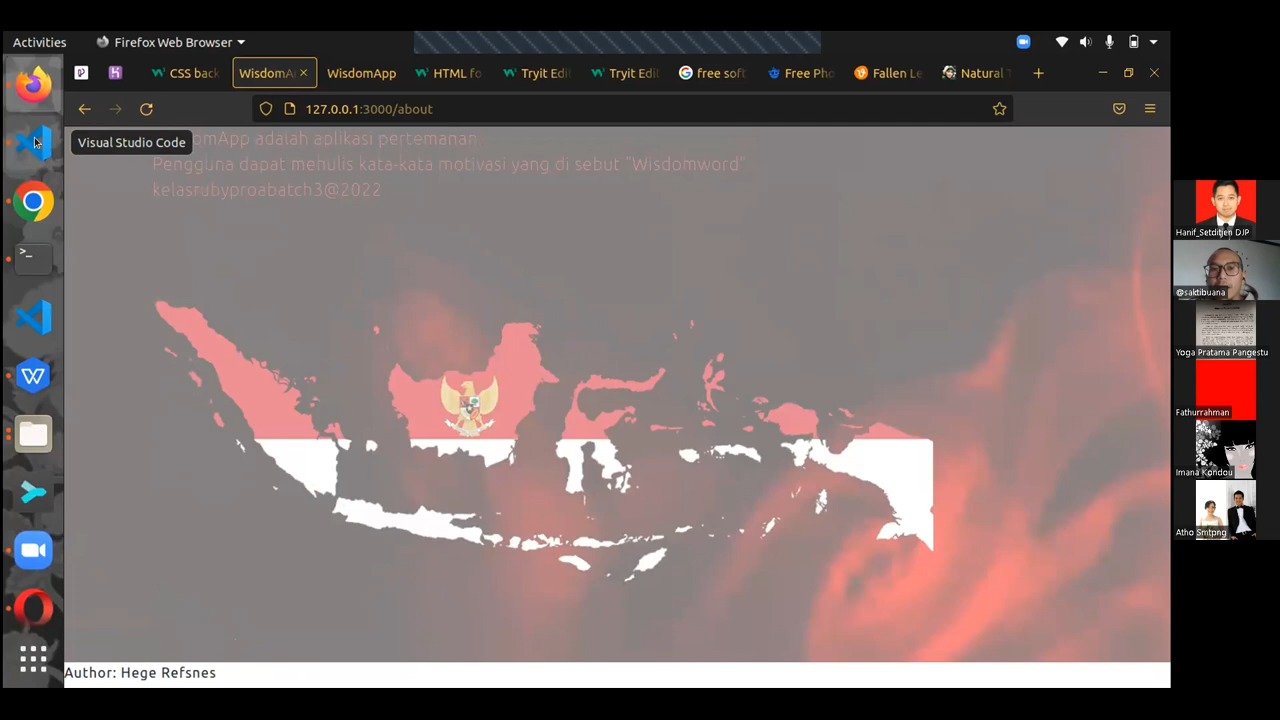 Activities
Firefox Web Browser
CSS back
WisdomA
WisdomApp
HTML fo
Tryit Edi
Tryit Edi
free soft
Free Pho
Fallen Le
Natural T
127.0.0.1:3000/about
Visual Studio Code
omApp adalah aplikasi pertemanan.
Pengguna dapat menulis kata-kata motivasi yang di sebut "Wisdomword"
kelasrubyproabatch3@2022
Author: Hege Refsnes
Hanif_Setditjen DJP
@saktibuana
Yoga Pratama Pangestu
Fathurrahman
Imana Kondou
Atho Smtpng